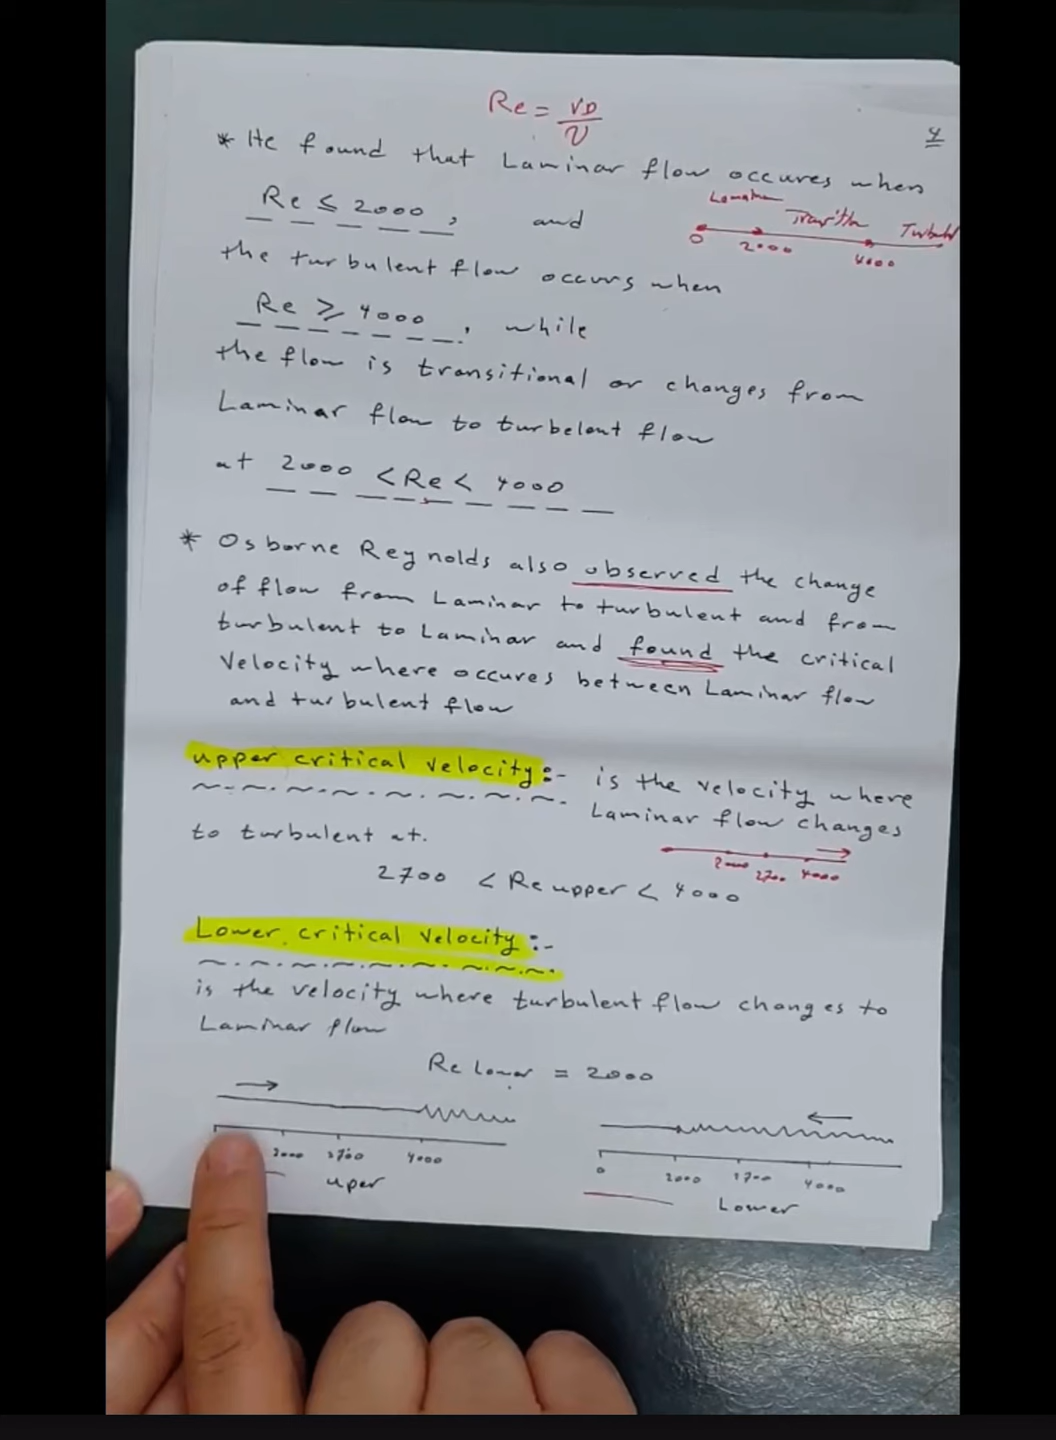 Re = VD
ν
4
* He found that Laminar flow occures when
Re ≤ 2000 , and
0 2000 4000
the turbulent flow occurs when
Re ≥ 4000 , while
the flow is transitional or changes from
Laminar flow to turbelont flow
at 2000 < Re < 4000
* Osborne Reynolds also observed the change
of flow from Laminar to turbulent and from
turbulent to Laminar and found the critical
Velocity where occures between Laminar flow
and turbulent flow
upper critical velocity :- is the velocity where
Laminar flow changes
to turbulent at.
2000 2700 4000
2700 < Re upper < 4000
Lower critical velocity :-
is the velocity where turbulent flow changes to
Laminar flow
Re lower = 2000
2000 2700 4000
uper
0 2000 2700 4000
Lower